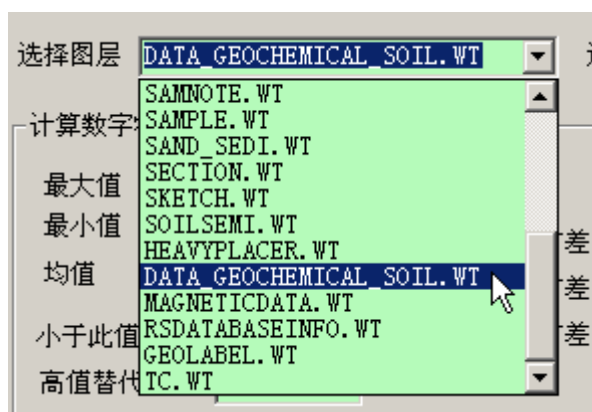 选择图层 DATA_GEOCHEMICAL_SOIL.WT
SAMNOTE.WT
计算数字 SAMPLE.WT
SAND_SEDI.WT
SECTION.WT
最大值 SKETCH.WT
最小值 SOILSEMI.WT
HEAVYPLACER.WT
差
均值 DATA_GEOCHEMICAL_SOIL.WT
差
MAGNETICDATA.WT
小于此值 RSDATABASEINFO.WT
差
GEOLABEL.WT
高值替代 TC.WT